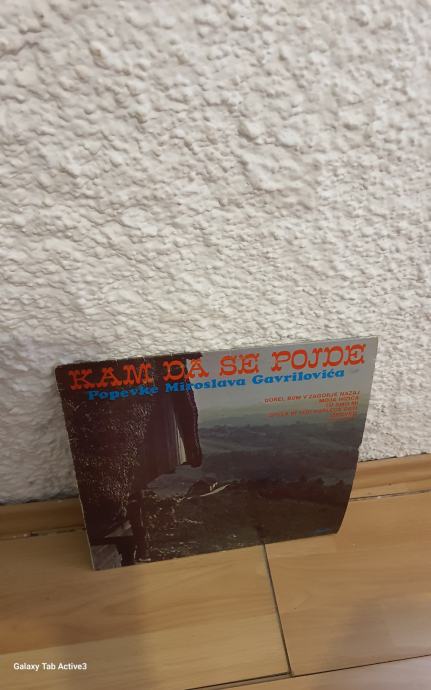 KAM DA SE POJDE
Popevke Miroslava Gavrilovića
DOREL BUM V ZAGORJE NAZAJ
MOJA HIŽICA
Galaxy Tab Active3